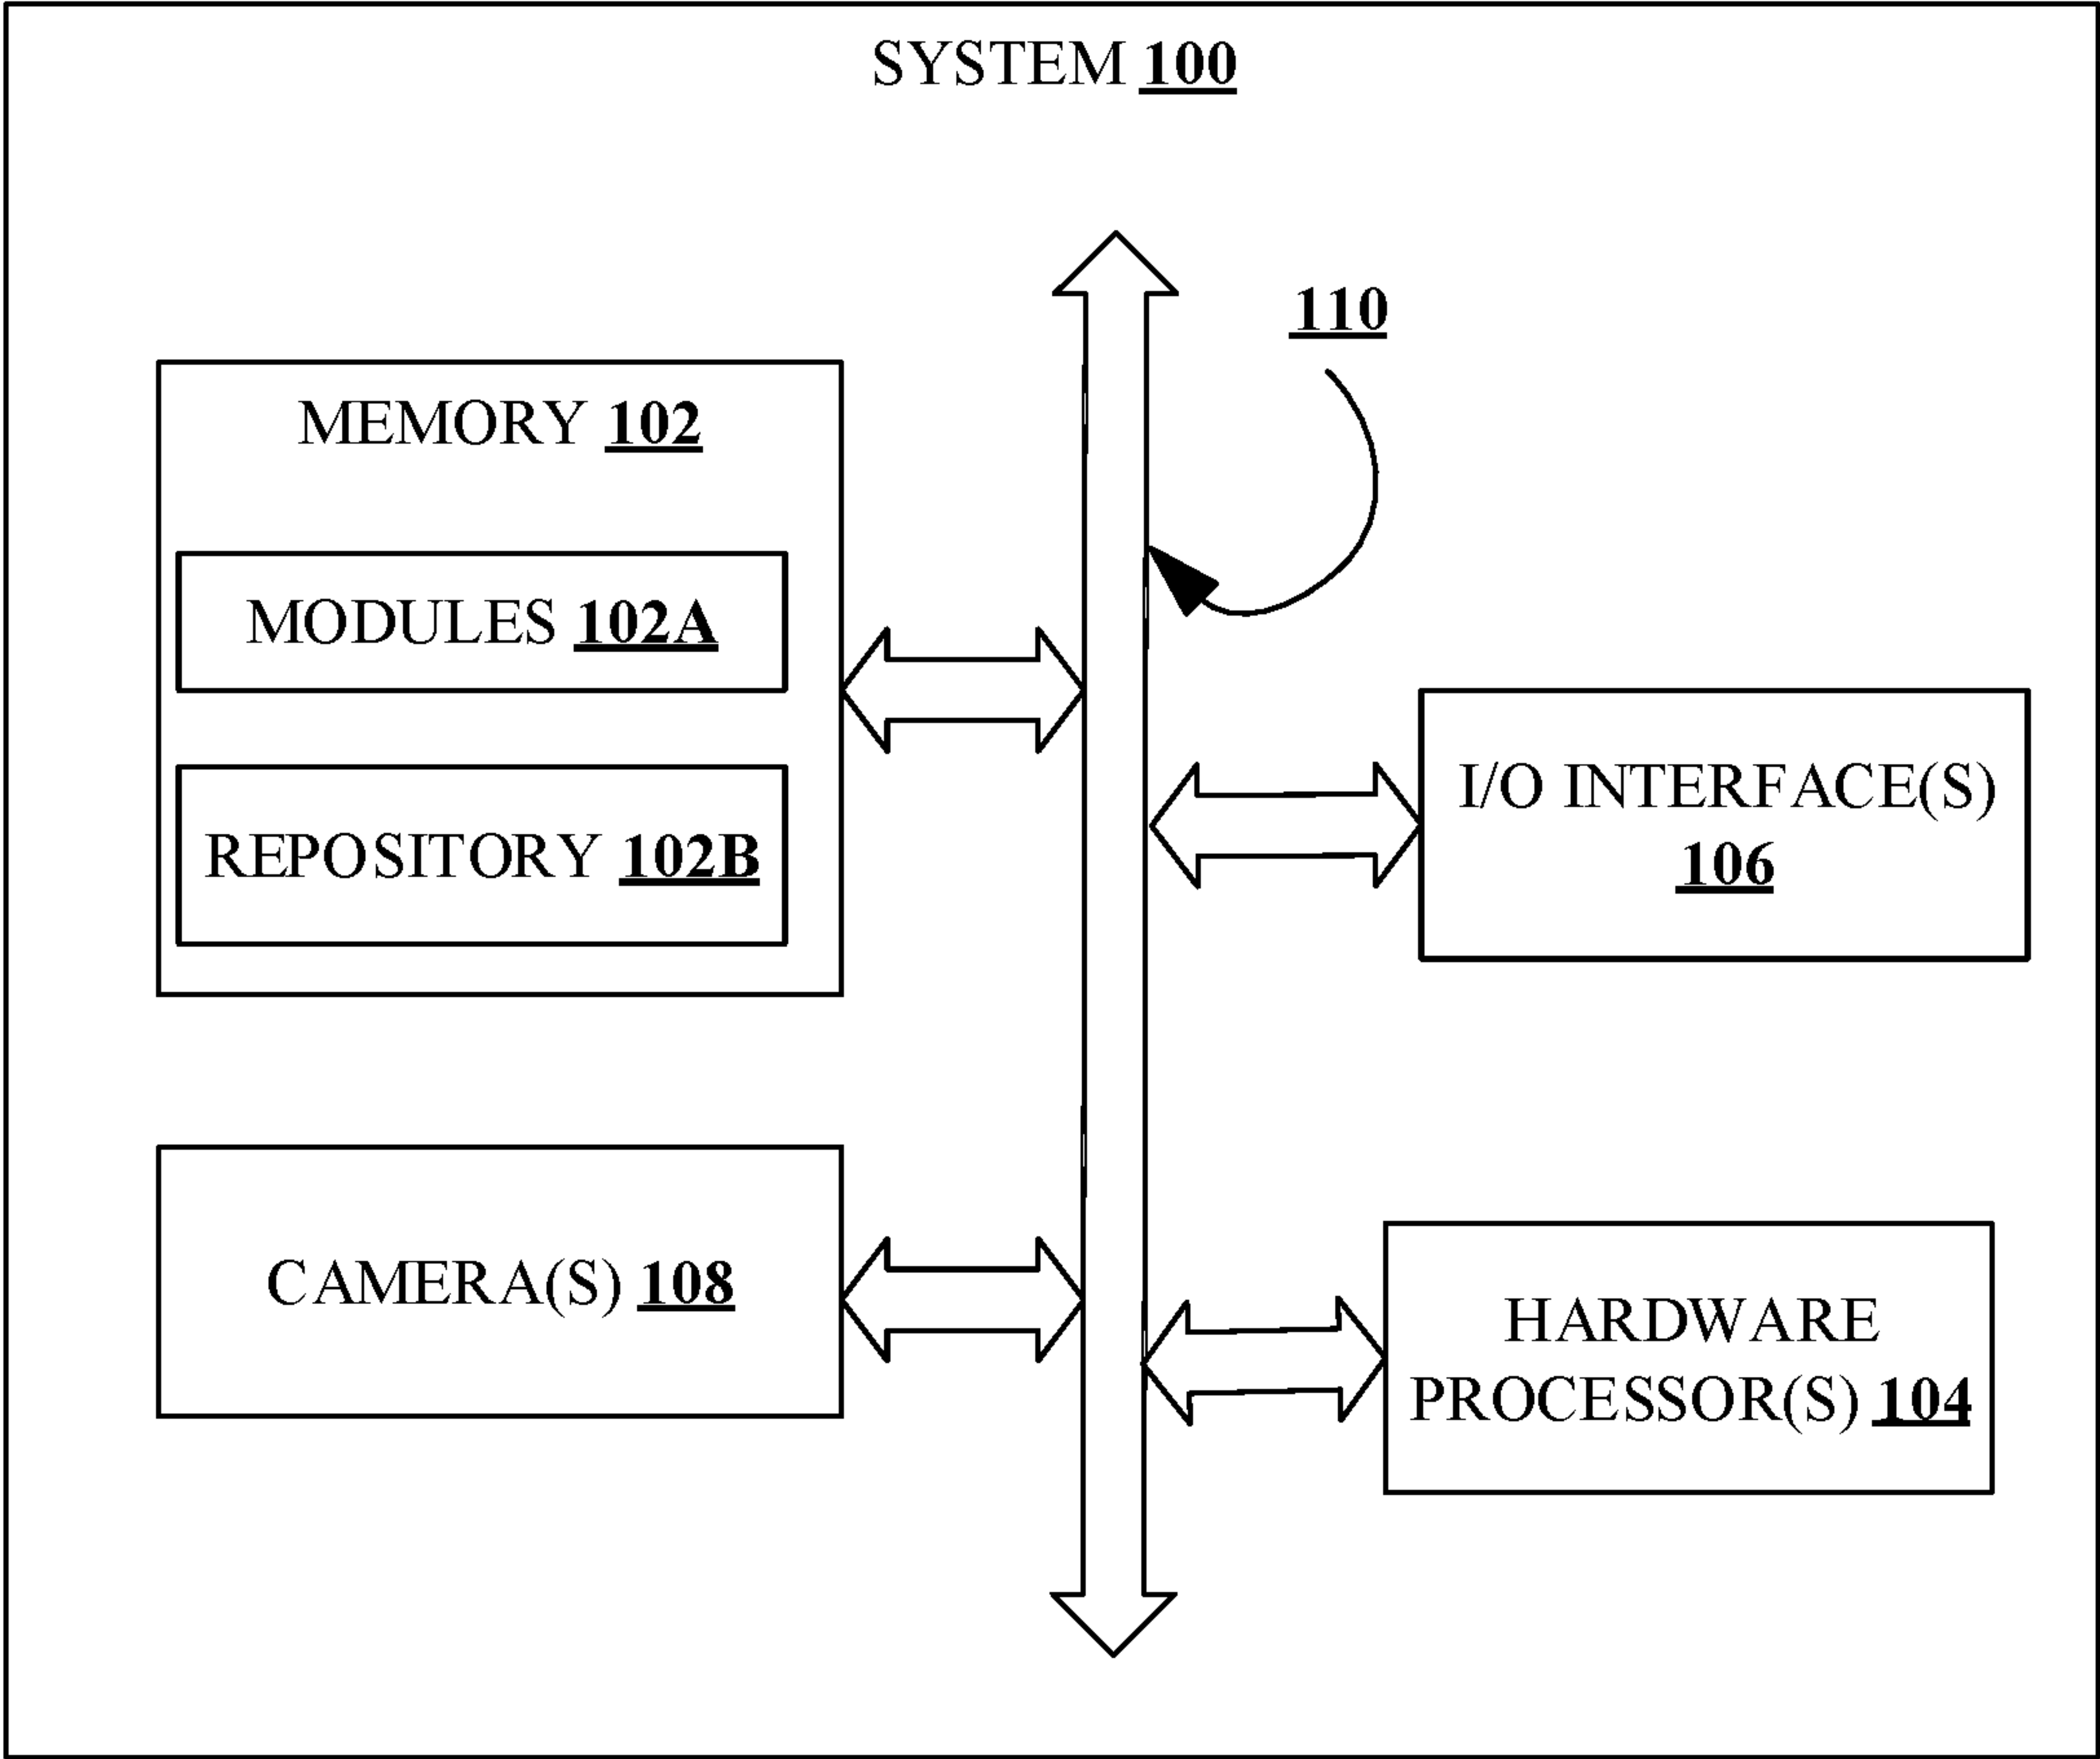 SYSTEM 100
110
MEMORY 102
MODULES 102A
REPOSITORY 102B
I/O INTERFACE(S)
106
CAMERA(S) 108
HARDWARE
PROCESSOR(S) 104